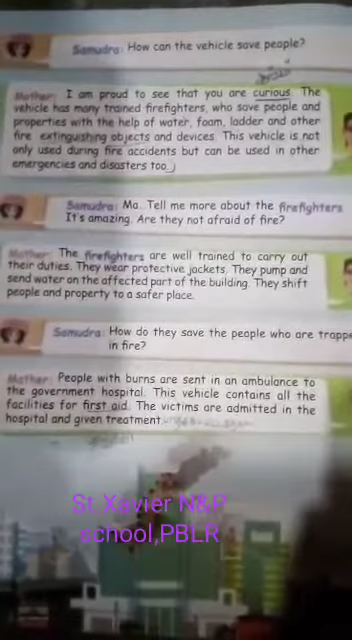 Samudra: How can the vehicle save people?
Mother: I am proud to see that you are curious. The
vehicle has many trained firefighters, who save people and
properties with the help of water, foam, ladder and other
fire extinguishing objects and devices. This vehicle is not
only used during fire accidents but can be used in other
emergencies and disasters too.
Samudra: Ma. Tell me more about the firefighters
It's amazing. Are they not afraid of fire?
Mother: The firefighters are well trained to carry out
their duties. They wear protective jackets. They pump and
send water on the affected part of the building. They shift
people and property to a safer place.
Samudra: How do they save the people who are trappe
in fire?
Mother: People with burns are sent in an ambulance to
the government hospital. This vehicle contains all the
facilities for first aid. The victims are admitted in the
hospital and given treatment.
St.Xavier N&P
school,PBLR